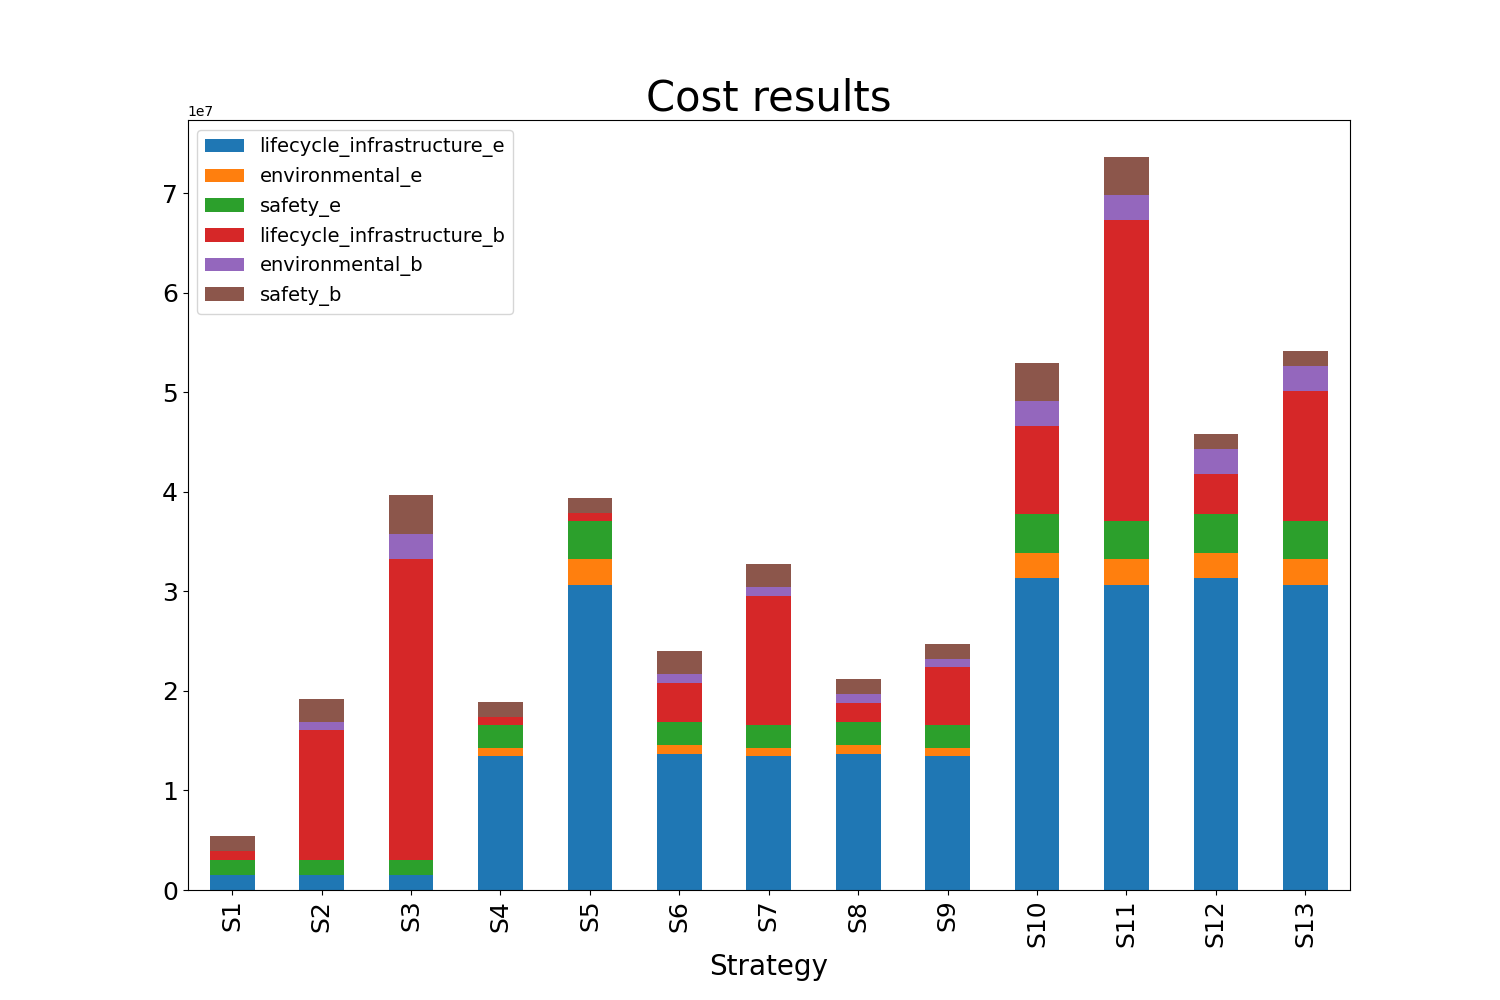 Cost results
1e7
lifecycle_infrastructure_e
environmental_e
safety_e
lifecycle_infrastructure_b
environmental_b
safety_b
7
6
5
4
3
2
1
0
S1 S2 S3 S4 S5 S6 S7 S8 S9 S10 S11 S12 S13
Strategy